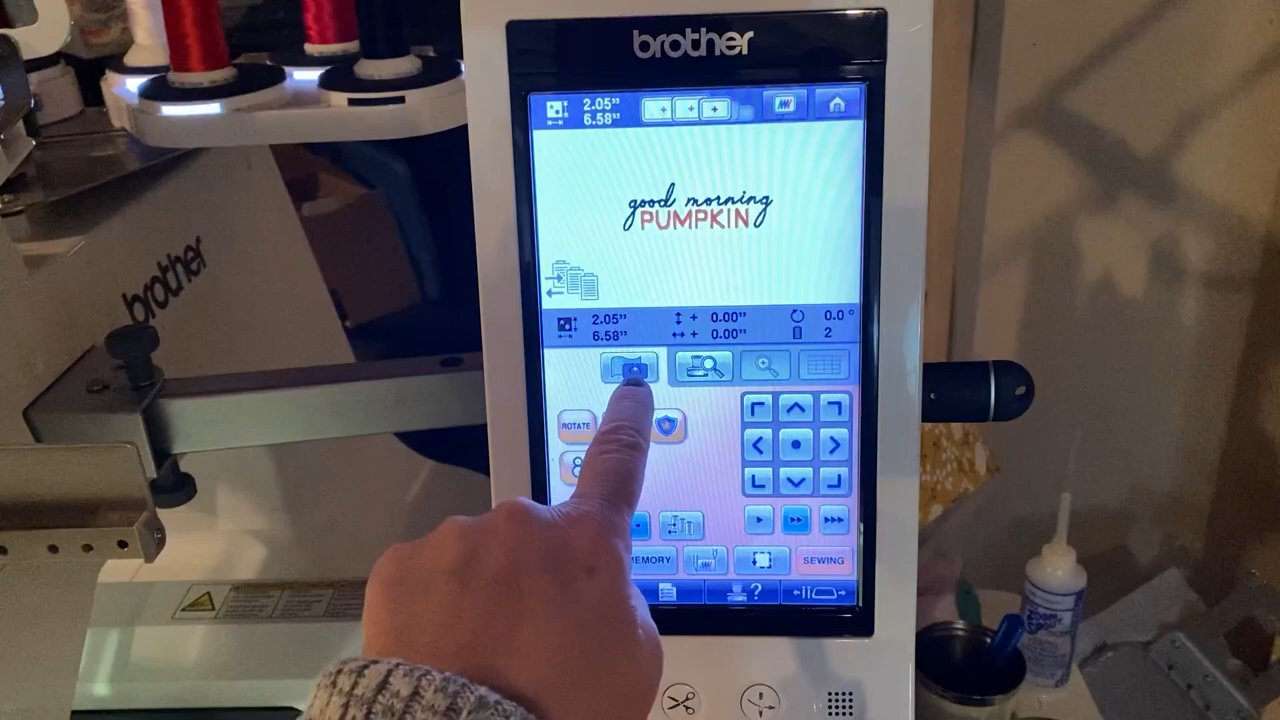 brother
2.05"
6.58"
good morning
PUMPKIN
brother
2.05" + 0.00" 0.0°
6.58" + 0.00" 2
ROTATE
MEMORY
SEWING
?